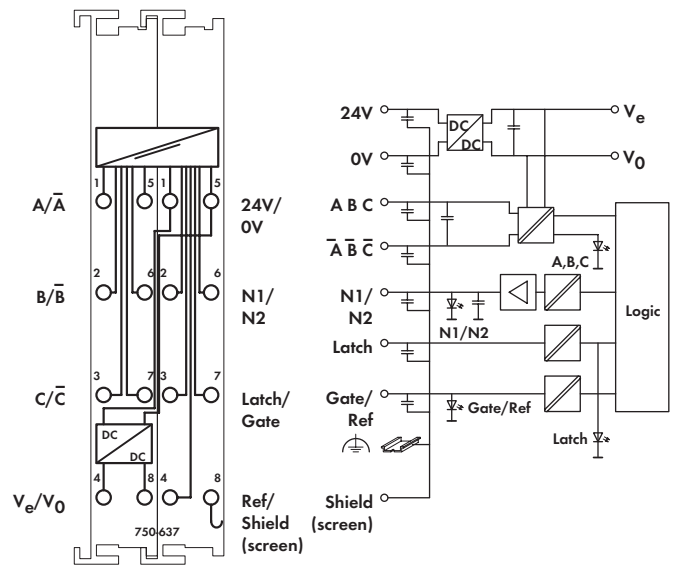 1 5 1 5
A/A̅
24V/
0V
2 6 2 6
B/B̅
N1/
N2
3 7 3 7
C/C̅
Latch/
Gate
DC
DC
4 8 4 8
Ve/V0
Ref/
Shield
(screen)
750-637
24V
DC
DC
Ve
0V
V0
A B C
A̅ B̅ C̅
A,B,C
N1/
N2
N1/N2
Logic
Latch
Gate/
Ref
Gate/Ref
Latch
Shield
(screen)